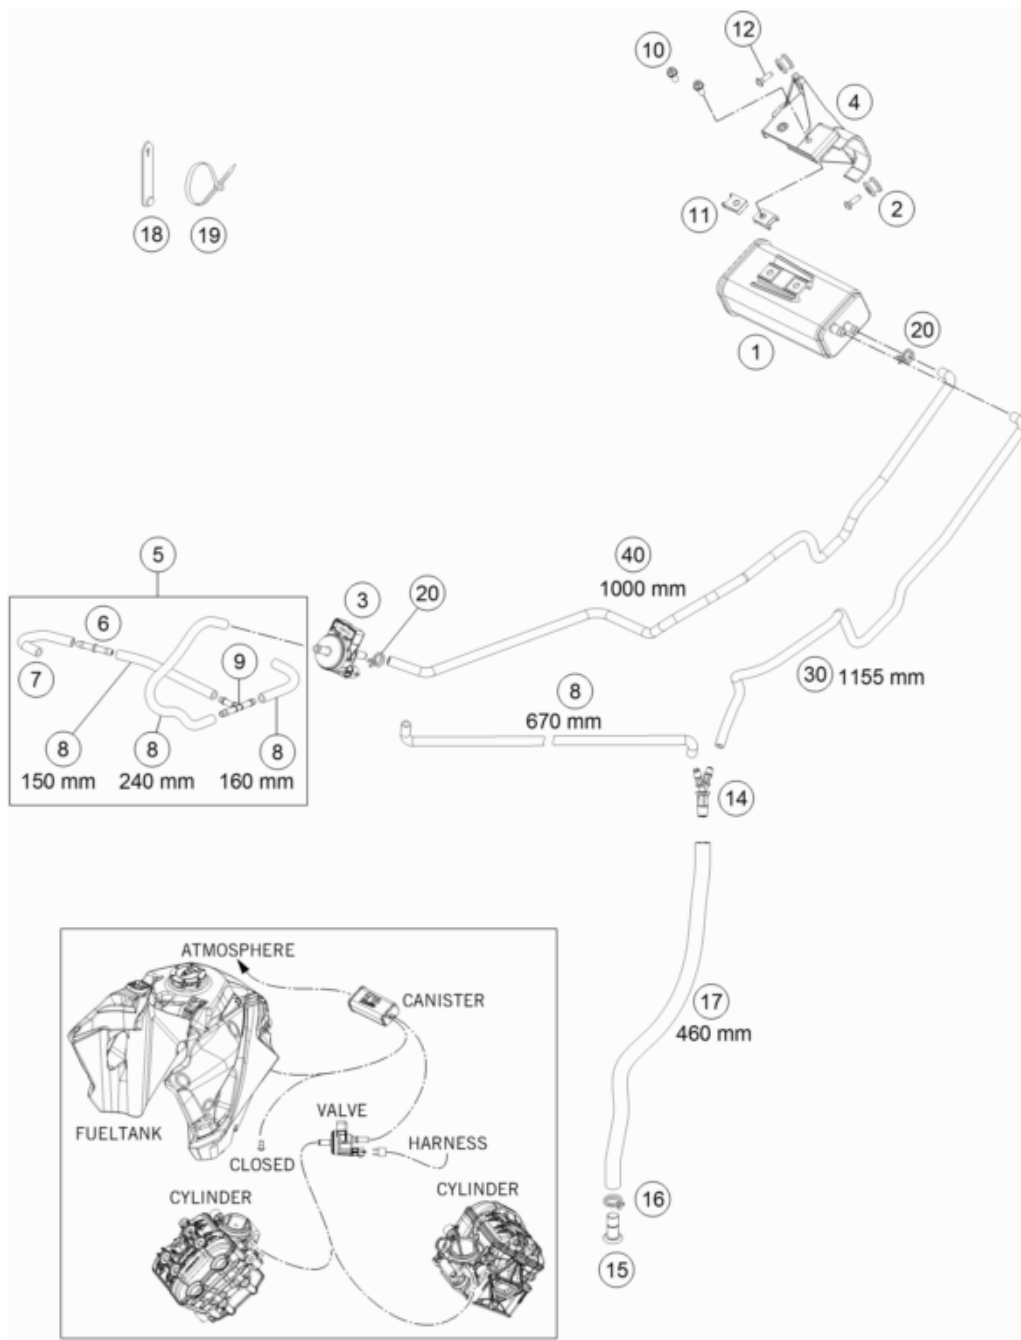 12
10
4
11
2
18
19
1
20
5
40
1000 mm
3
20
6
9
7
30 1155 mm
8
670 mm
8
8
8
150 mm
240 mm
160 mm
14
ATMOSPHERE
CANISTER
17
460 mm
VALVE
FUELTANK
HARNESS
CLOSED
CYLINDER
CYLINDER
16
15